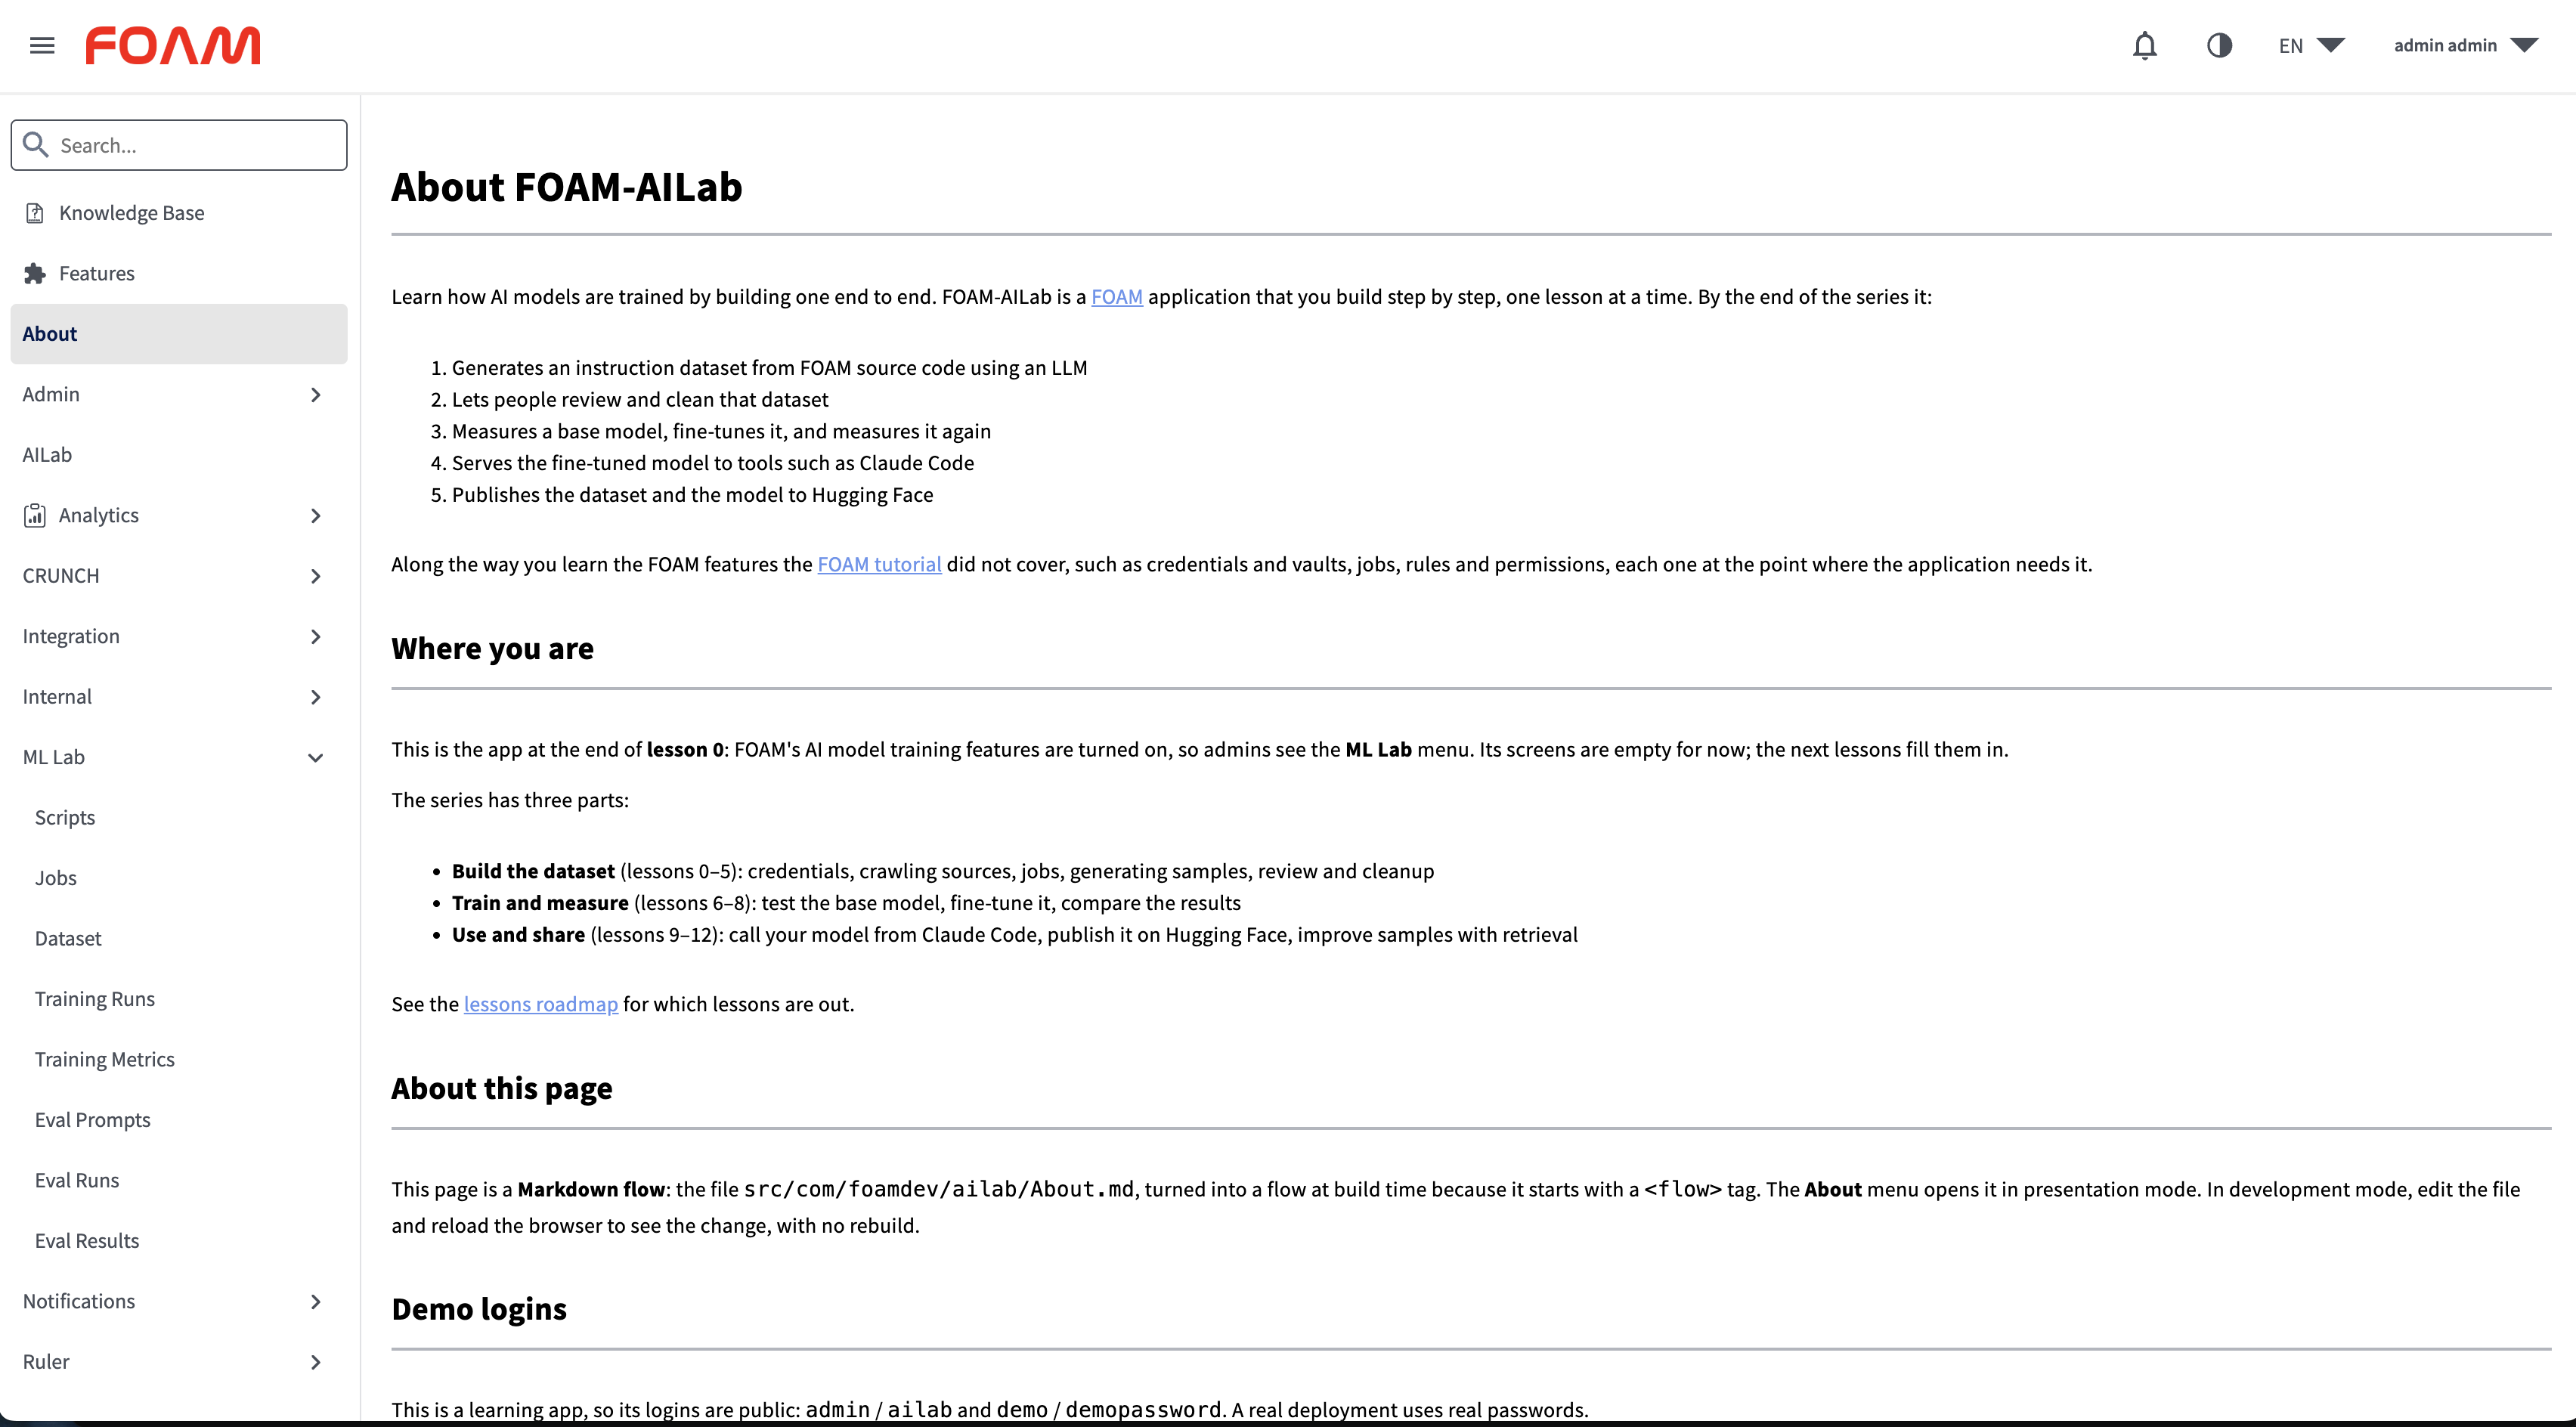 FOAM
EN
admin admin
Search...
Knowledge Base
Features
About
Admin
AILab
Analytics
CRUNCH
Integration
Internal
ML Lab
Scripts
Jobs
Dataset
Training Runs
Training Metrics
Eval Prompts
Eval Runs
Eval Results
Notifications
Ruler
About FOAM-AILab
Learn how AI models are trained by building one end to end. FOAM-AILab is a FOAM application that you build step by step, one lesson at a time. By the end of the series it:
1. Generates an instruction dataset from FOAM source code using an LLM
2. Lets people review and clean that dataset
3. Measures a base model, fine-tunes it, and measures it again
4. Serves the fine-tuned model to tools such as Claude Code
5. Publishes the dataset and the model to Hugging Face
Along the way you learn the FOAM features the FOAM tutorial did not cover, such as credentials and vaults, jobs, rules and permissions, each one at the point where the application needs it.
Where you are
This is the app at the end of lesson 0: FOAM's AI model training features are turned on, so admins see the ML Lab menu. Its screens are empty for now; the next lessons fill them in.
The series has three parts:
• Build the dataset (lessons 0–5): credentials, crawling sources, jobs, generating samples, review and cleanup
• Train and measure (lessons 6–8): test the base model, fine-tune it, compare the results
• Use and share (lessons 9–12): call your model from Claude Code, publish it on Hugging Face, improve samples with retrieval
See the lessons roadmap for which lessons are out.
About this page
This page is a Markdown flow: the file src/com/foamdev/ailab/About.md, turned into a flow at build time because it starts with a <flow> tag. The About menu opens it in presentation mode. In development mode, edit the file
and reload the browser to see the change, with no rebuild.
Demo logins
This is a learning app, so its logins are public: admin / ailab and demo / demopassword. A real deployment uses real passwords.